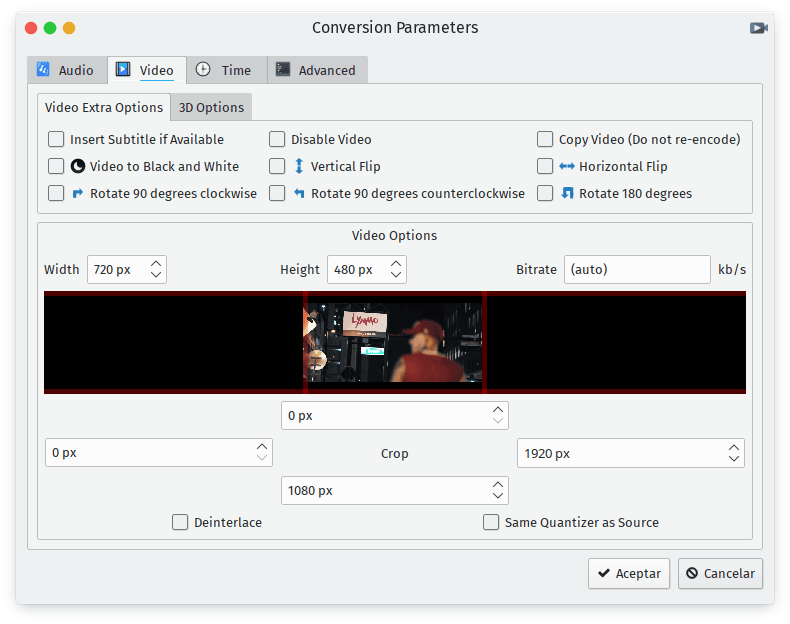 Conversion Parameters
Audio Video Time Advanced
Video Extra Options 3D Options
Insert Subtitle if Available Disable Video Copy Video (Do not re-encode)
Video to Black and White Vertical Flip Horizontal Flip
Rotate 90 degrees clockwise Rotate 90 degrees counterclockwise Rotate 180 degrees
Video Options
Width 720 px Height 480 px Bitrate (auto) kb/s
LYMMO
0 px
0 px Crop 1920 px
1080 px
Deinterlace Same Quantizer as Source
Aceptar Cancelar